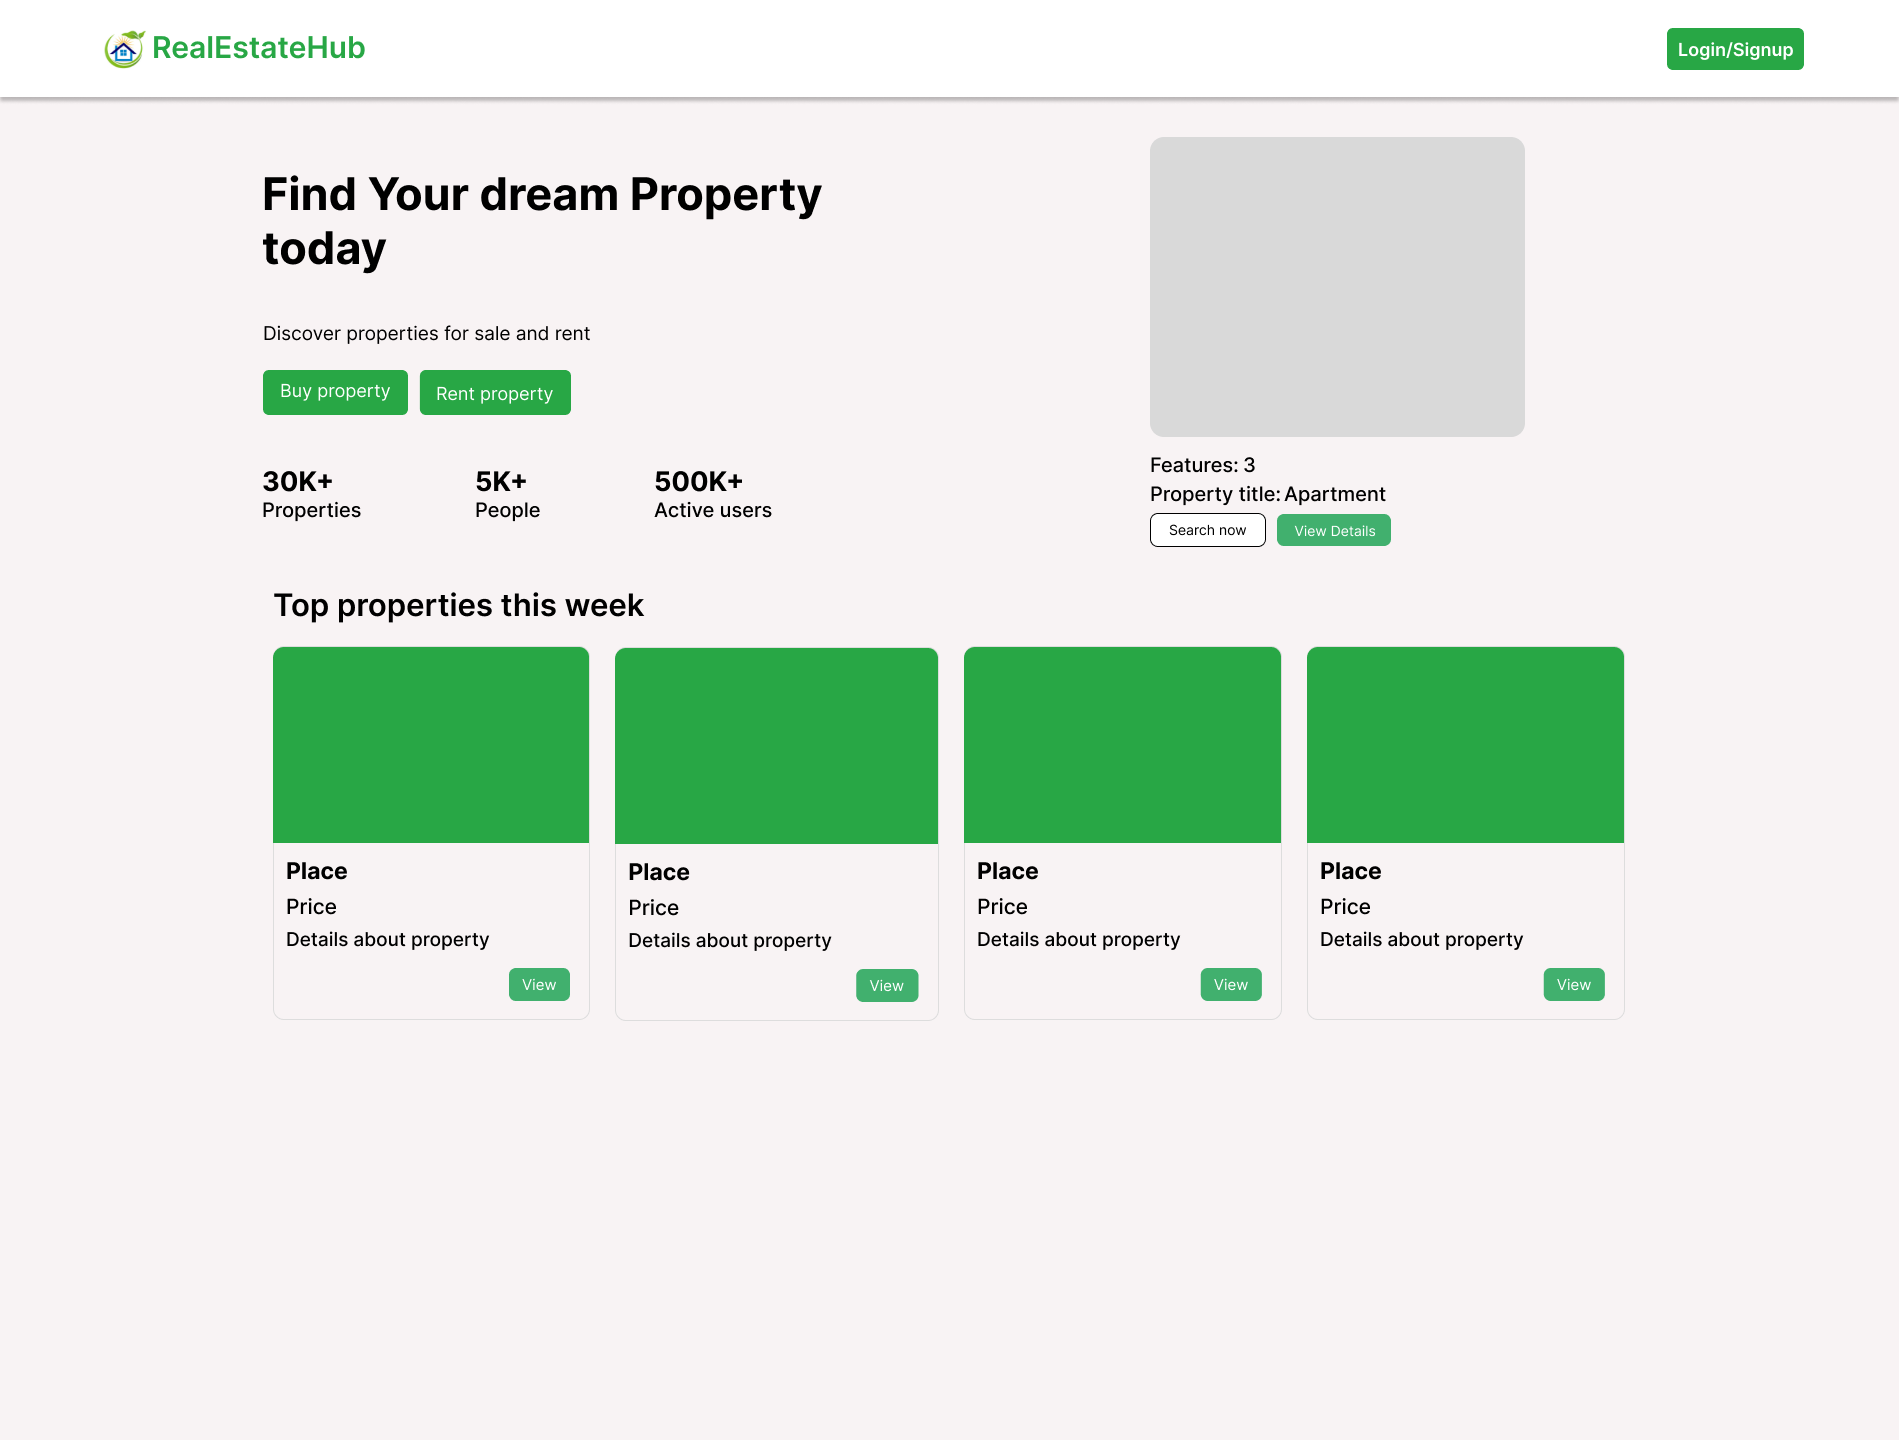 RealEstateHub
Login/Signup
Find Your dream Property
today
Discover properties for sale and rent
Buy property
Rent property
30K+
Properties
5K+
People
500K+
Active users
Features: 3
Property title: Apartment
Search now
View Details
Top properties this week
Place
Price
Details about property
View
Place
Price
Details about property
View
Place
Price
Details about property
View
Place
Price
Details about property
View